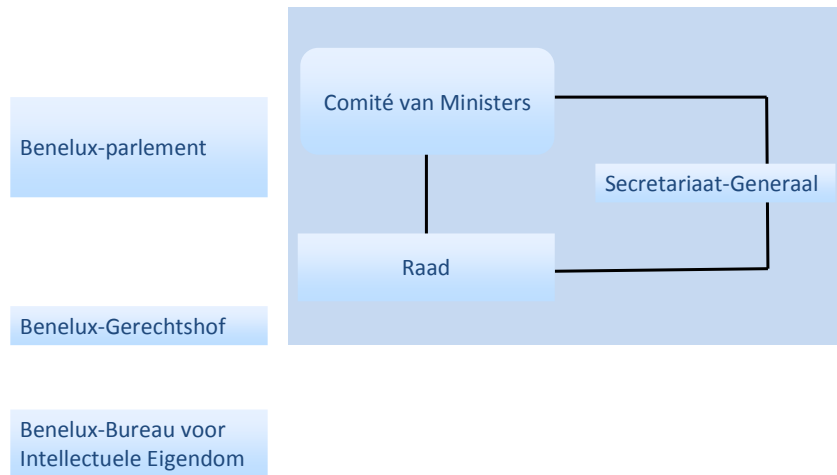 Comité van Ministers
Benelux-parlement
Secretariaat-Generaal
Raad
Benelux-Gerechtshof
Benelux-Bureau voor
Intellectuele Eigendom